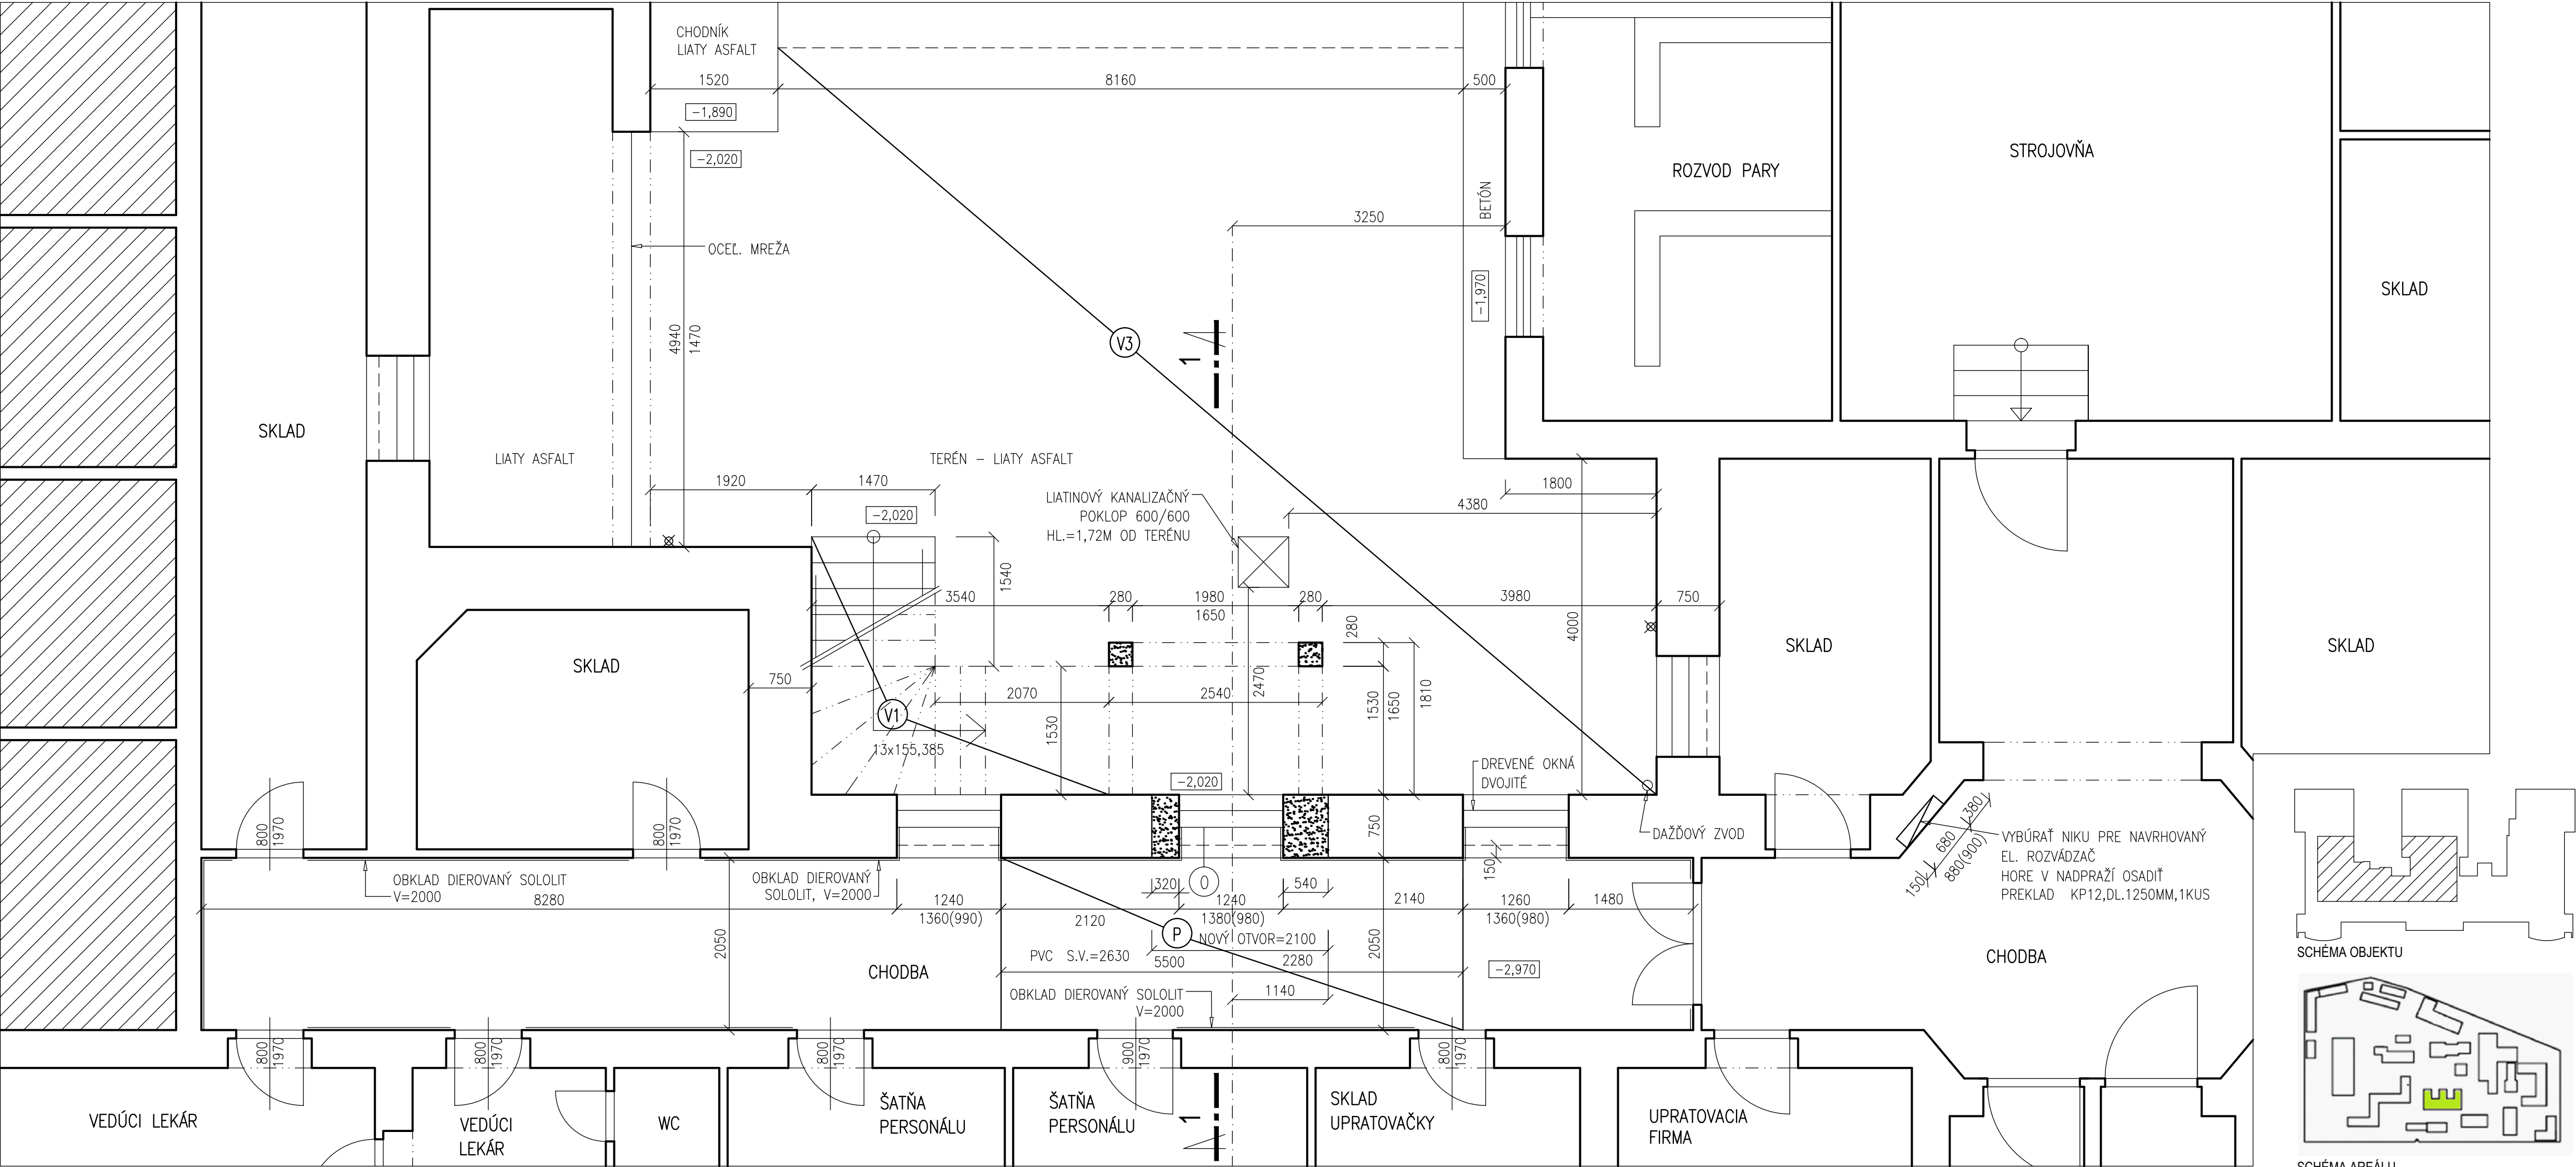 CHODNÍK
LIATY ASFALT
1520
8160
500
-1,890
-2,020
ROZVOD PARY
STROJOVŇA
BETÓN
3250
OCEĽ. MREŽA
-1,970
SKLAD
4940
1470
V3
1
SKLAD
LIATY ASFALT
TERÉN – LIATY ASFALT
1920
1470
LIATINOVÝ KANALIZAČNÝ
POKLOP 600/600
HL.=1,72M OD TERÉNU
1800
4380
-2,020
1540
3540
280
1980
1650
280
3980
750
280
4000
SKLAD
SKLAD
SKLAD
750
2070
2540
2470
1530
1650
1810
V1
1530
13x155,385
-2,020
DREVENÉ OKNÁ
DVOJITÉ
800
1970
800
1970
750
DAŽĎOVÝ ZVOD
380
680
150
880(900)
VYBÚRAŤ NIKU PRE NAVRHOVANÝ
EL. ROZVÁDZAČ
HORE V NADPRAŽÍ OSADIŤ
PREKLAD KP12,DL.1250MM,1KUS
OBKLAD DIEROVANÝ SOLOLIT
V=2000
OBKLAD DIEROVANÝ
SOLOLIT, V=2000
150
O
320
540
8280
1240
1360(990)
2120
1240
1380(980)
2140
1260
1360(980)
1480
2050
P
NOVÝ OTVOR=2100
2050
PVC S.V.=2630
5500
2280
-2,970
CHODBA
CHODBA
SCHÉMA OBJEKTU
OBKLAD DIEROVANÝ SOLOLIT
V=2000
1140
800
1970
800
1970
800
1970
900
1970
800
1970
1
VEDÚCI LEKÁR
VEDÚCI
LEKÁR
WC
ŠATŇA
PERSONÁLU
ŠATŇA
PERSONÁLU
SKLAD
UPRATOVAČKY
UPRATOVACIA
FIRMA
SCHÉMA AREÁLU